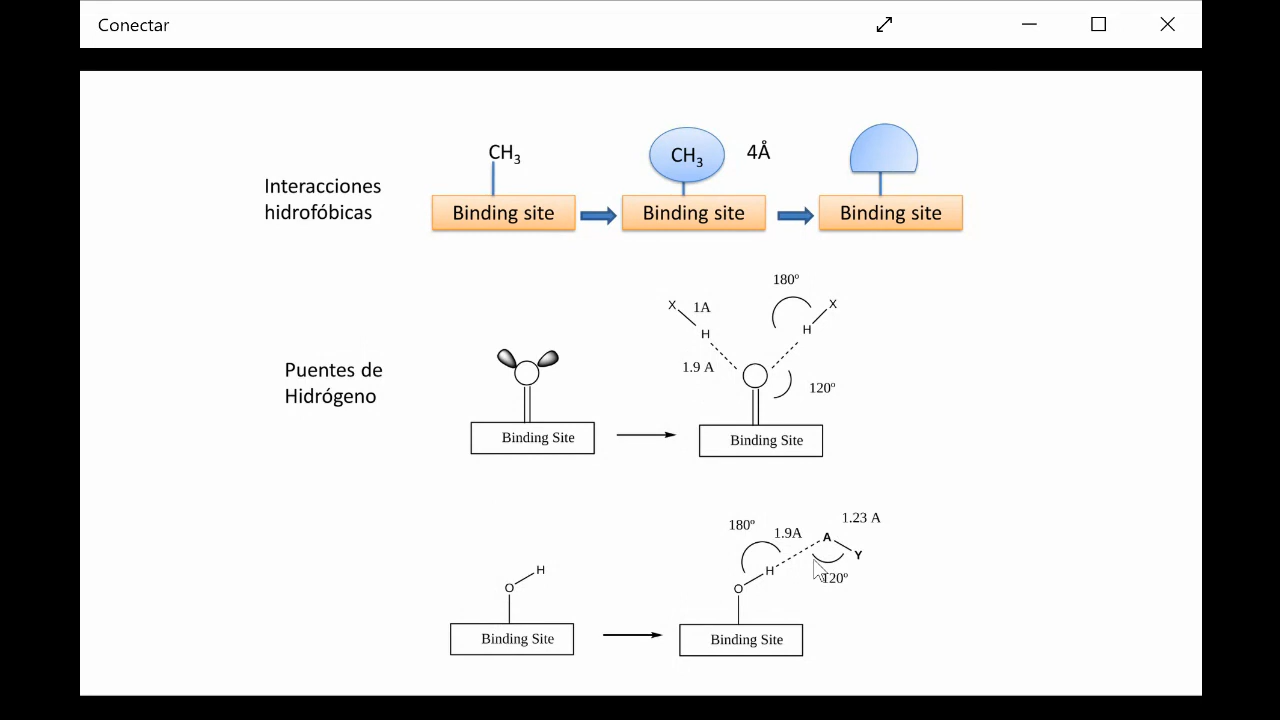 Conectar
CH₃
CH₃
4Å
Interacciones
hidrofóbicas
Binding site
Binding site
Binding site
180º
X
1A
X
H
H
1.9 A
Puentes de
Hidrógeno
120º
Binding Site
Binding Site
1.23 A
180º
1.9A
A
Y
H
H
120º
O
O
Binding Site
Binding Site